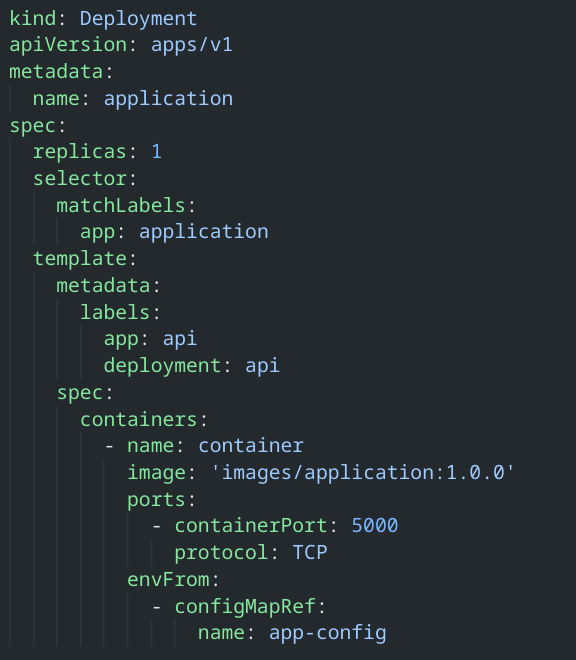 kind: Deployment
apiVersion: apps/v1
metadata:
  name: application
spec:
  replicas: 1
  selector:
    matchLabels:
      app: application
  template:
    metadata:
      labels:
        app: api
        deployment: api
    spec:
      containers:
        - name: container
          image: 'images/application:1.0.0'
          ports:
            - containerPort: 5000
              protocol: TCP
          envFrom:
            - configMapRef:
                name: app-config